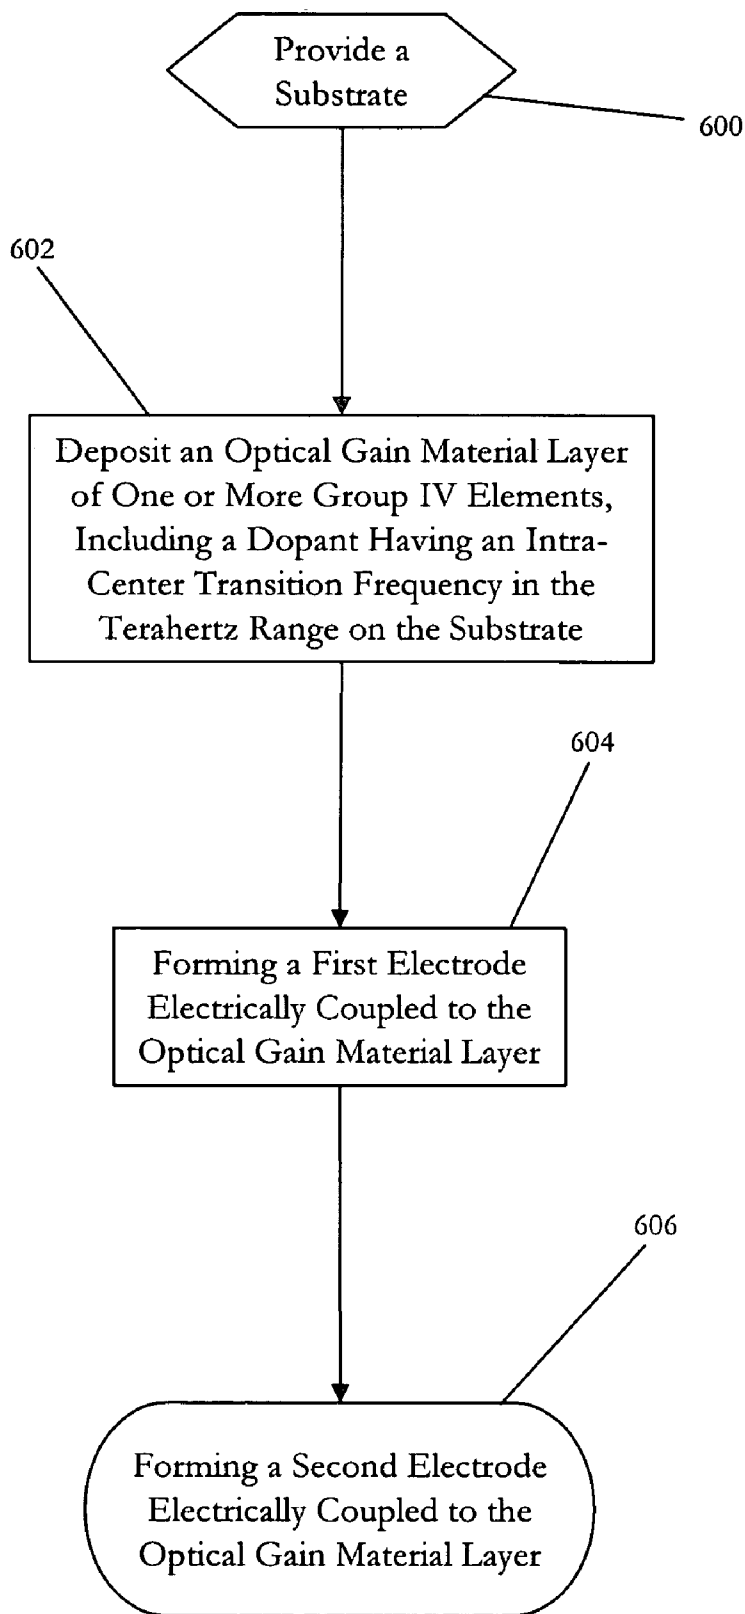 Provide a
Substrate
600
602
Deposit an Optical Gain Material Layer
of One or More Group IV Elements,
Including a Dopant Having an Intra-
Center Transition Frequency in the
Terahertz Range on the Substrate
604
Forming a First Electrode
Electrically Coupled to the
Optical Gain Material Layer
606
Forming a Second Electrode
Electrically Coupled to the
Optical Gain Material Layer